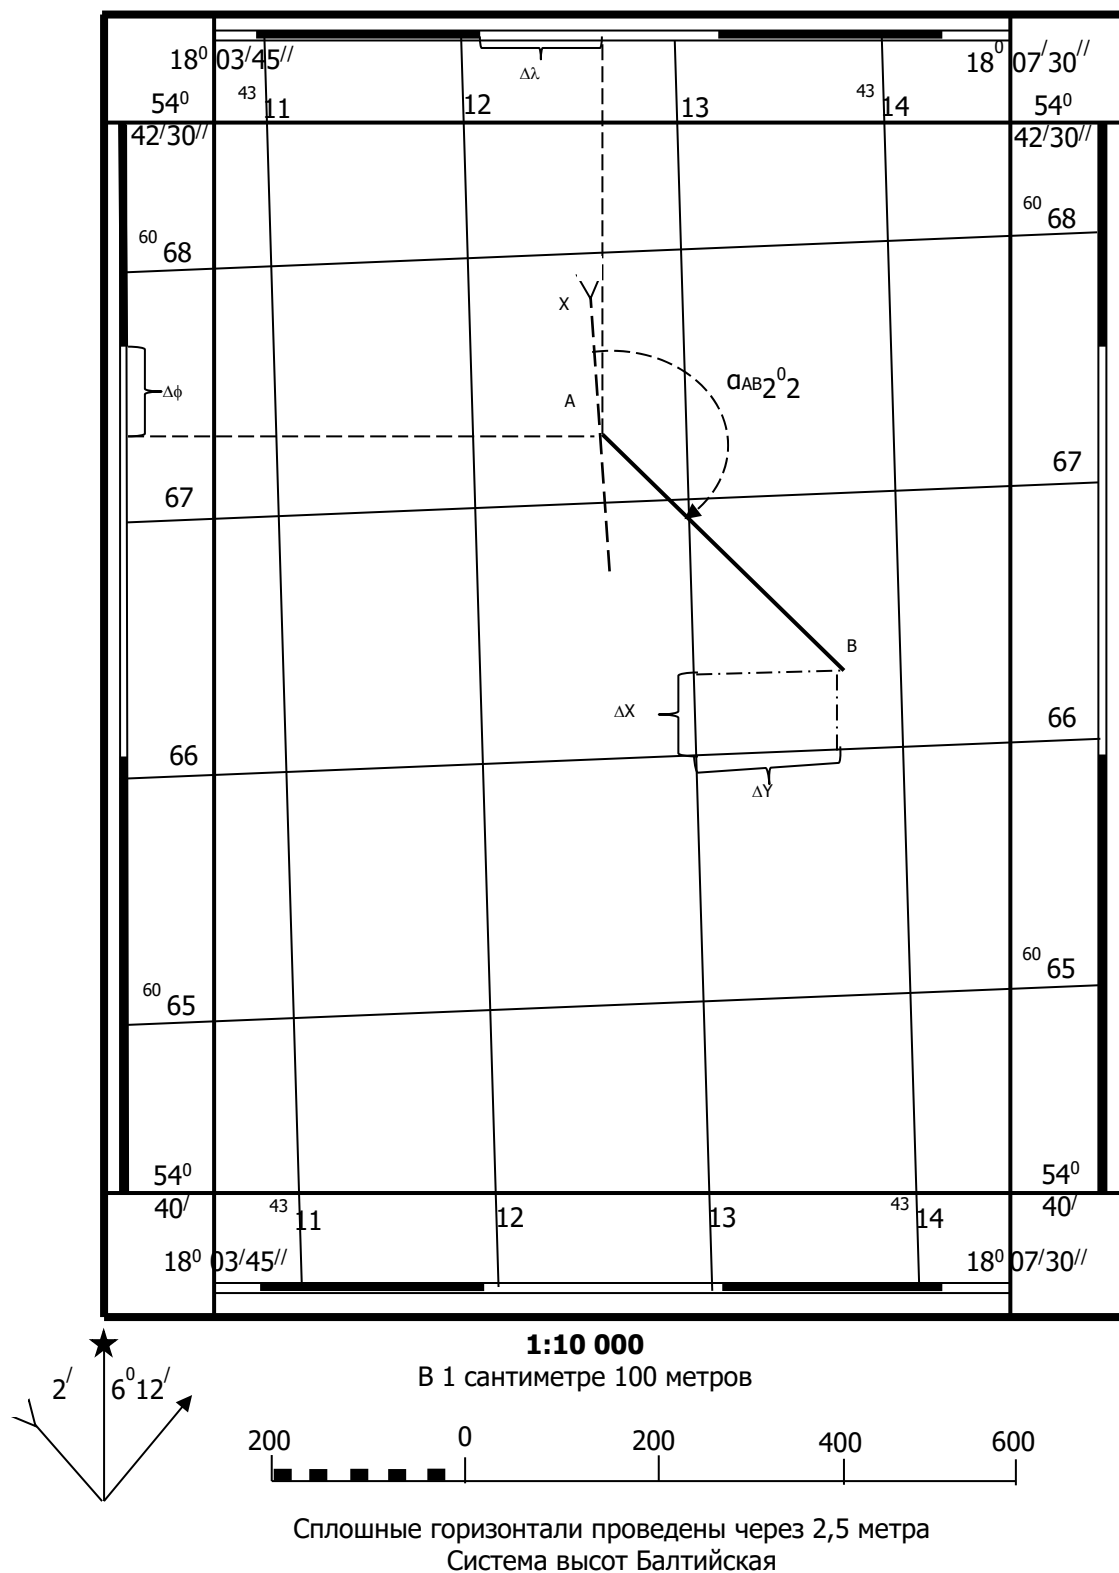 18⁰ 03/45// 18⁰ 07/30//
Δλ
54⁰ 43 11 12 13 43 14 54⁰
42/30// 42/30//
60 68
60 68
X
αAB2⁰2
Δϕ
A
67
67
B
ΔX
66
66
ΔY
60 65
60 65
54⁰ 54⁰
40/ 43 11 12 13 43 14 40/
18⁰ 03/45// 18⁰ 07/30//
1:10 000
В 1 сантиметре 100 метров
2/ 6⁰12/
200 0 200 400 600
Сплошные горизонтали проведены через 2,5 метра
Система высот Балтийская